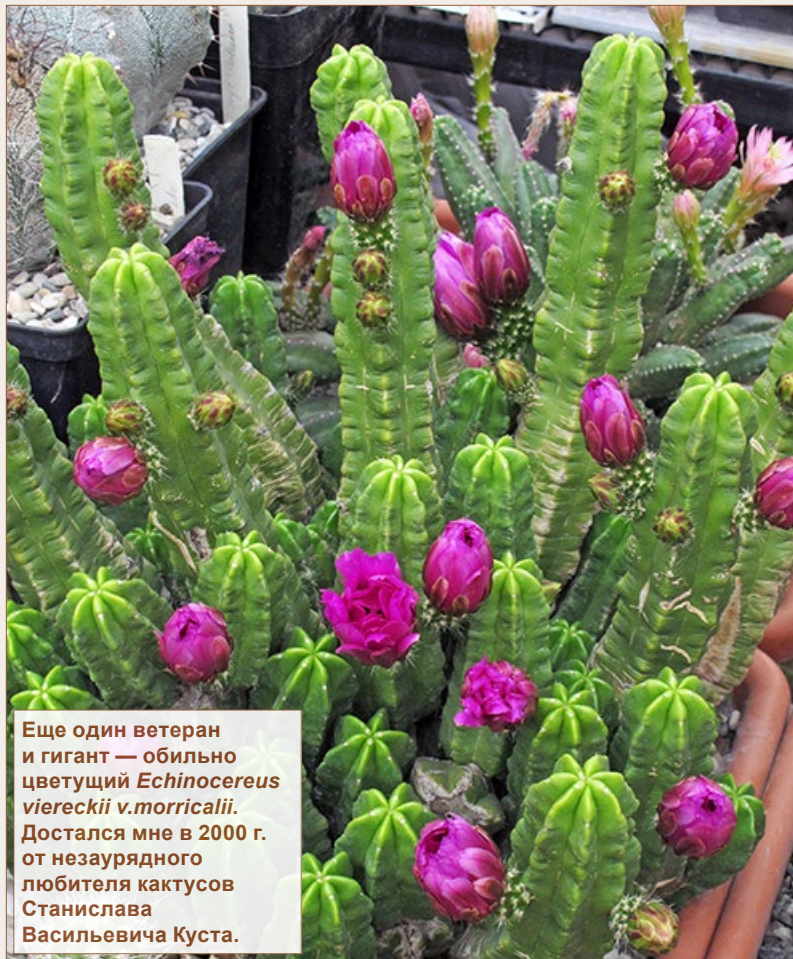 Еще один ветеран
и гигант — обильно
цветущий Echinocereus
viereckii v.morricalii.
Достался мне в 2000 г.
от незаурядного
любителя кактусов
Станислава
Васильевича Куста.